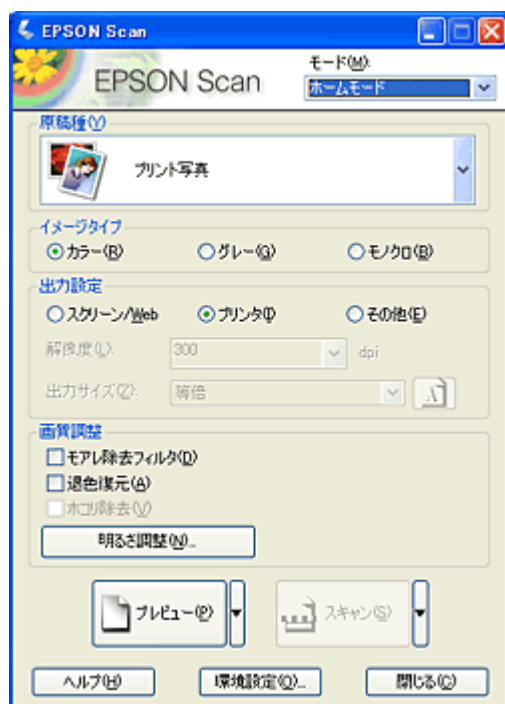 EPSON Scan
EPSON Scan
モード(M):
ホームモード
原稿種(Y)
プリント写真
イメージタイプ
カラー(R) グレー(G) モノクロ(B)
出力設定
スクリーン/Web プリンタ(I) その他(E)
解像度(L): 300 dpi
出力サイズ(Z): 等倍
画質調整
モアレ除去フィルタ(D)
退色復元(A)
ホコリ除去(V)
明るさ調整(N)...
プレビュー(P) スキャン(S)
ヘルプ(H) 環境設定(O)... 閉じる(C)